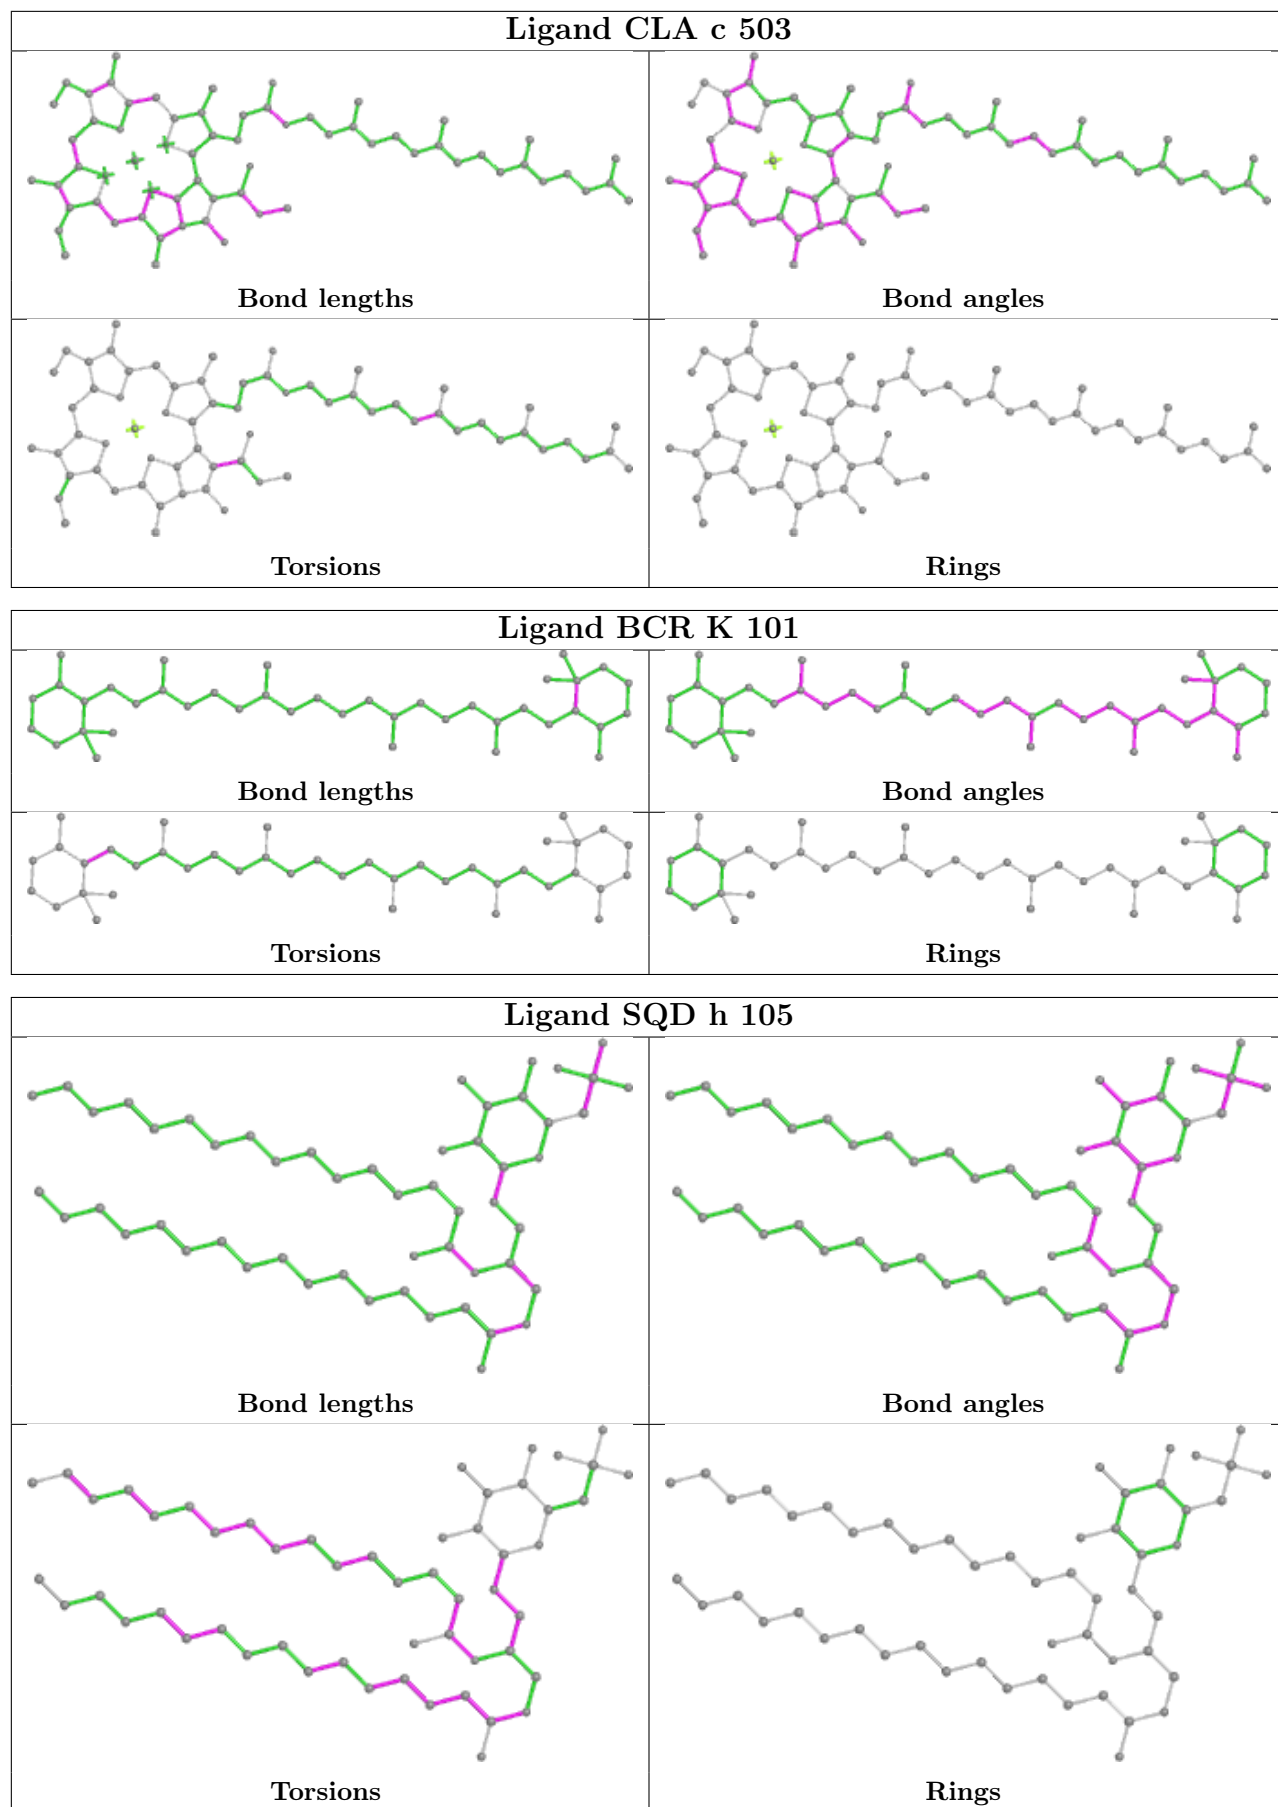 Ligand CLA c 503
Bond lengths
Bond angles
Torsions
Rings
Ligand BCR K 101
Bond lengths
Bond angles
Torsions
Rings
Ligand SQD h 105
Bond lengths
Bond angles
Torsions
Rings